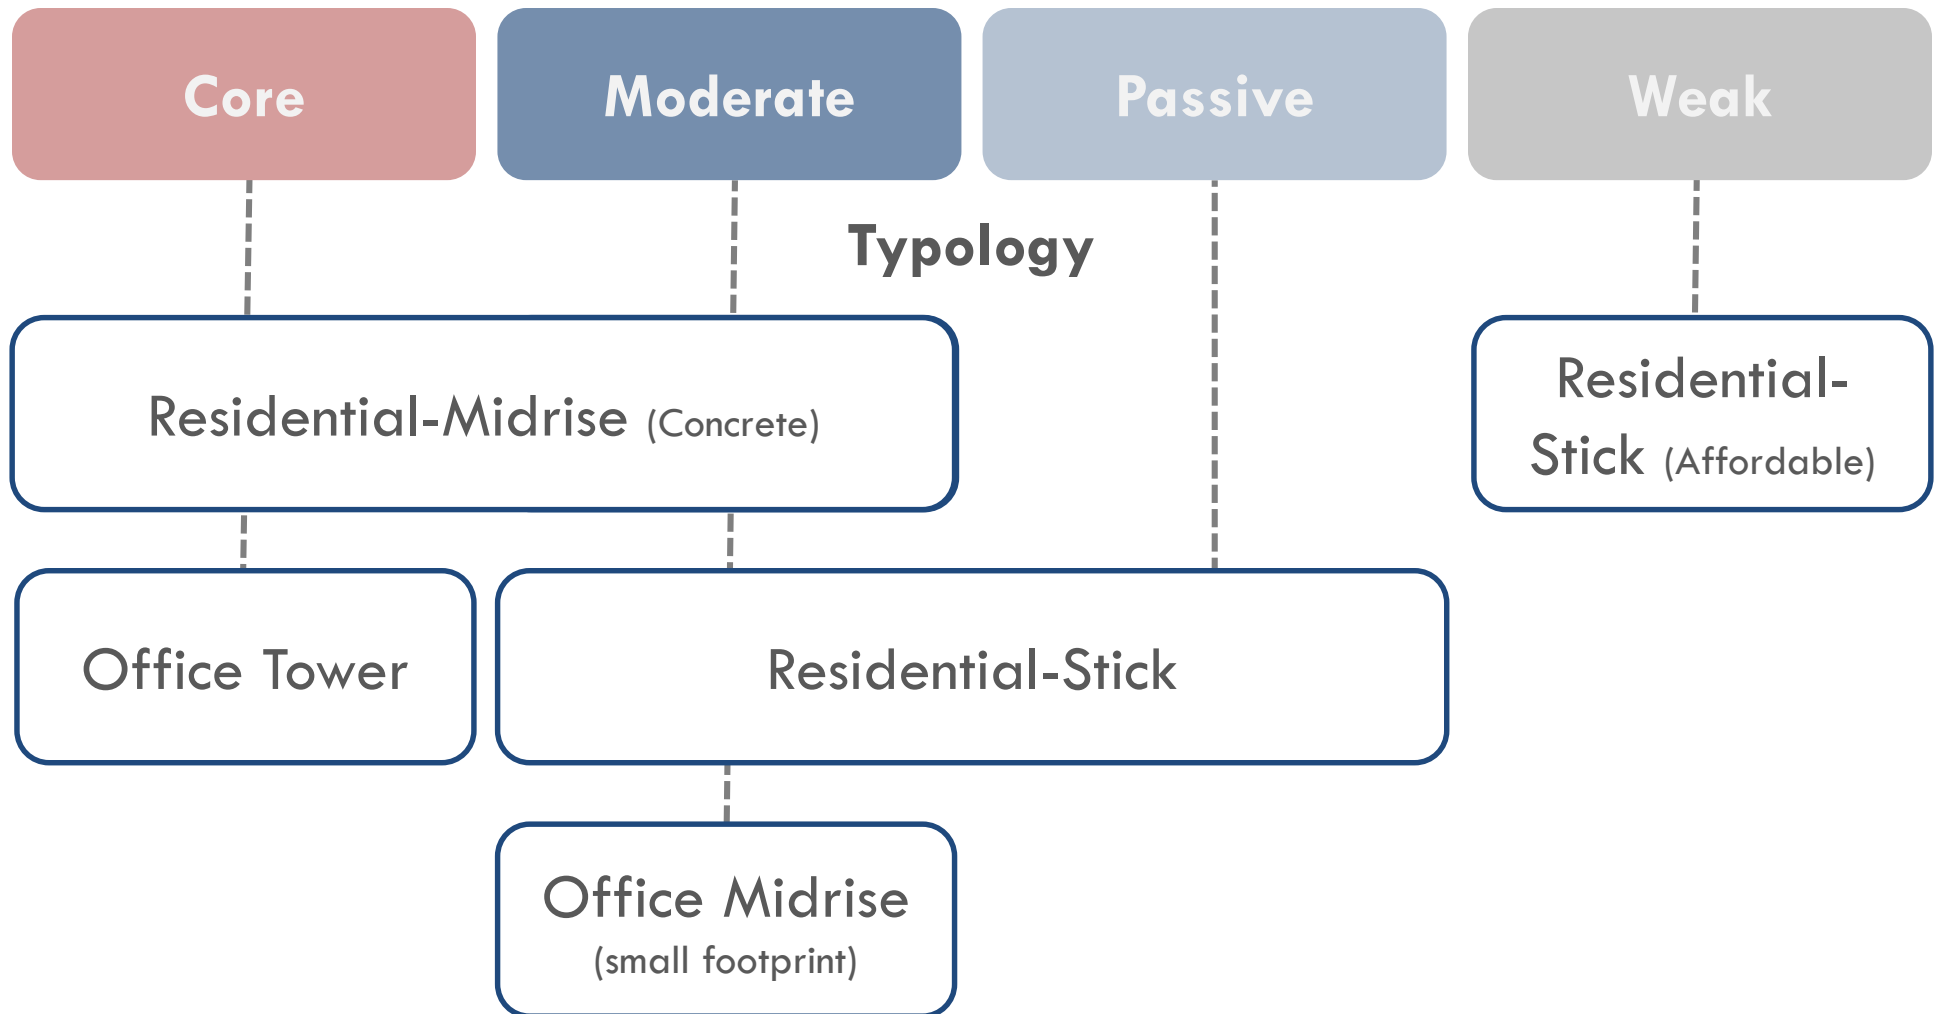 Core
Moderate
Passive
Weak
Typology
Residential-Midrise (Concrete)
Residential-
Stick (Affordable)
Office Tower
Residential-Stick
Office Midrise
(small footprint)